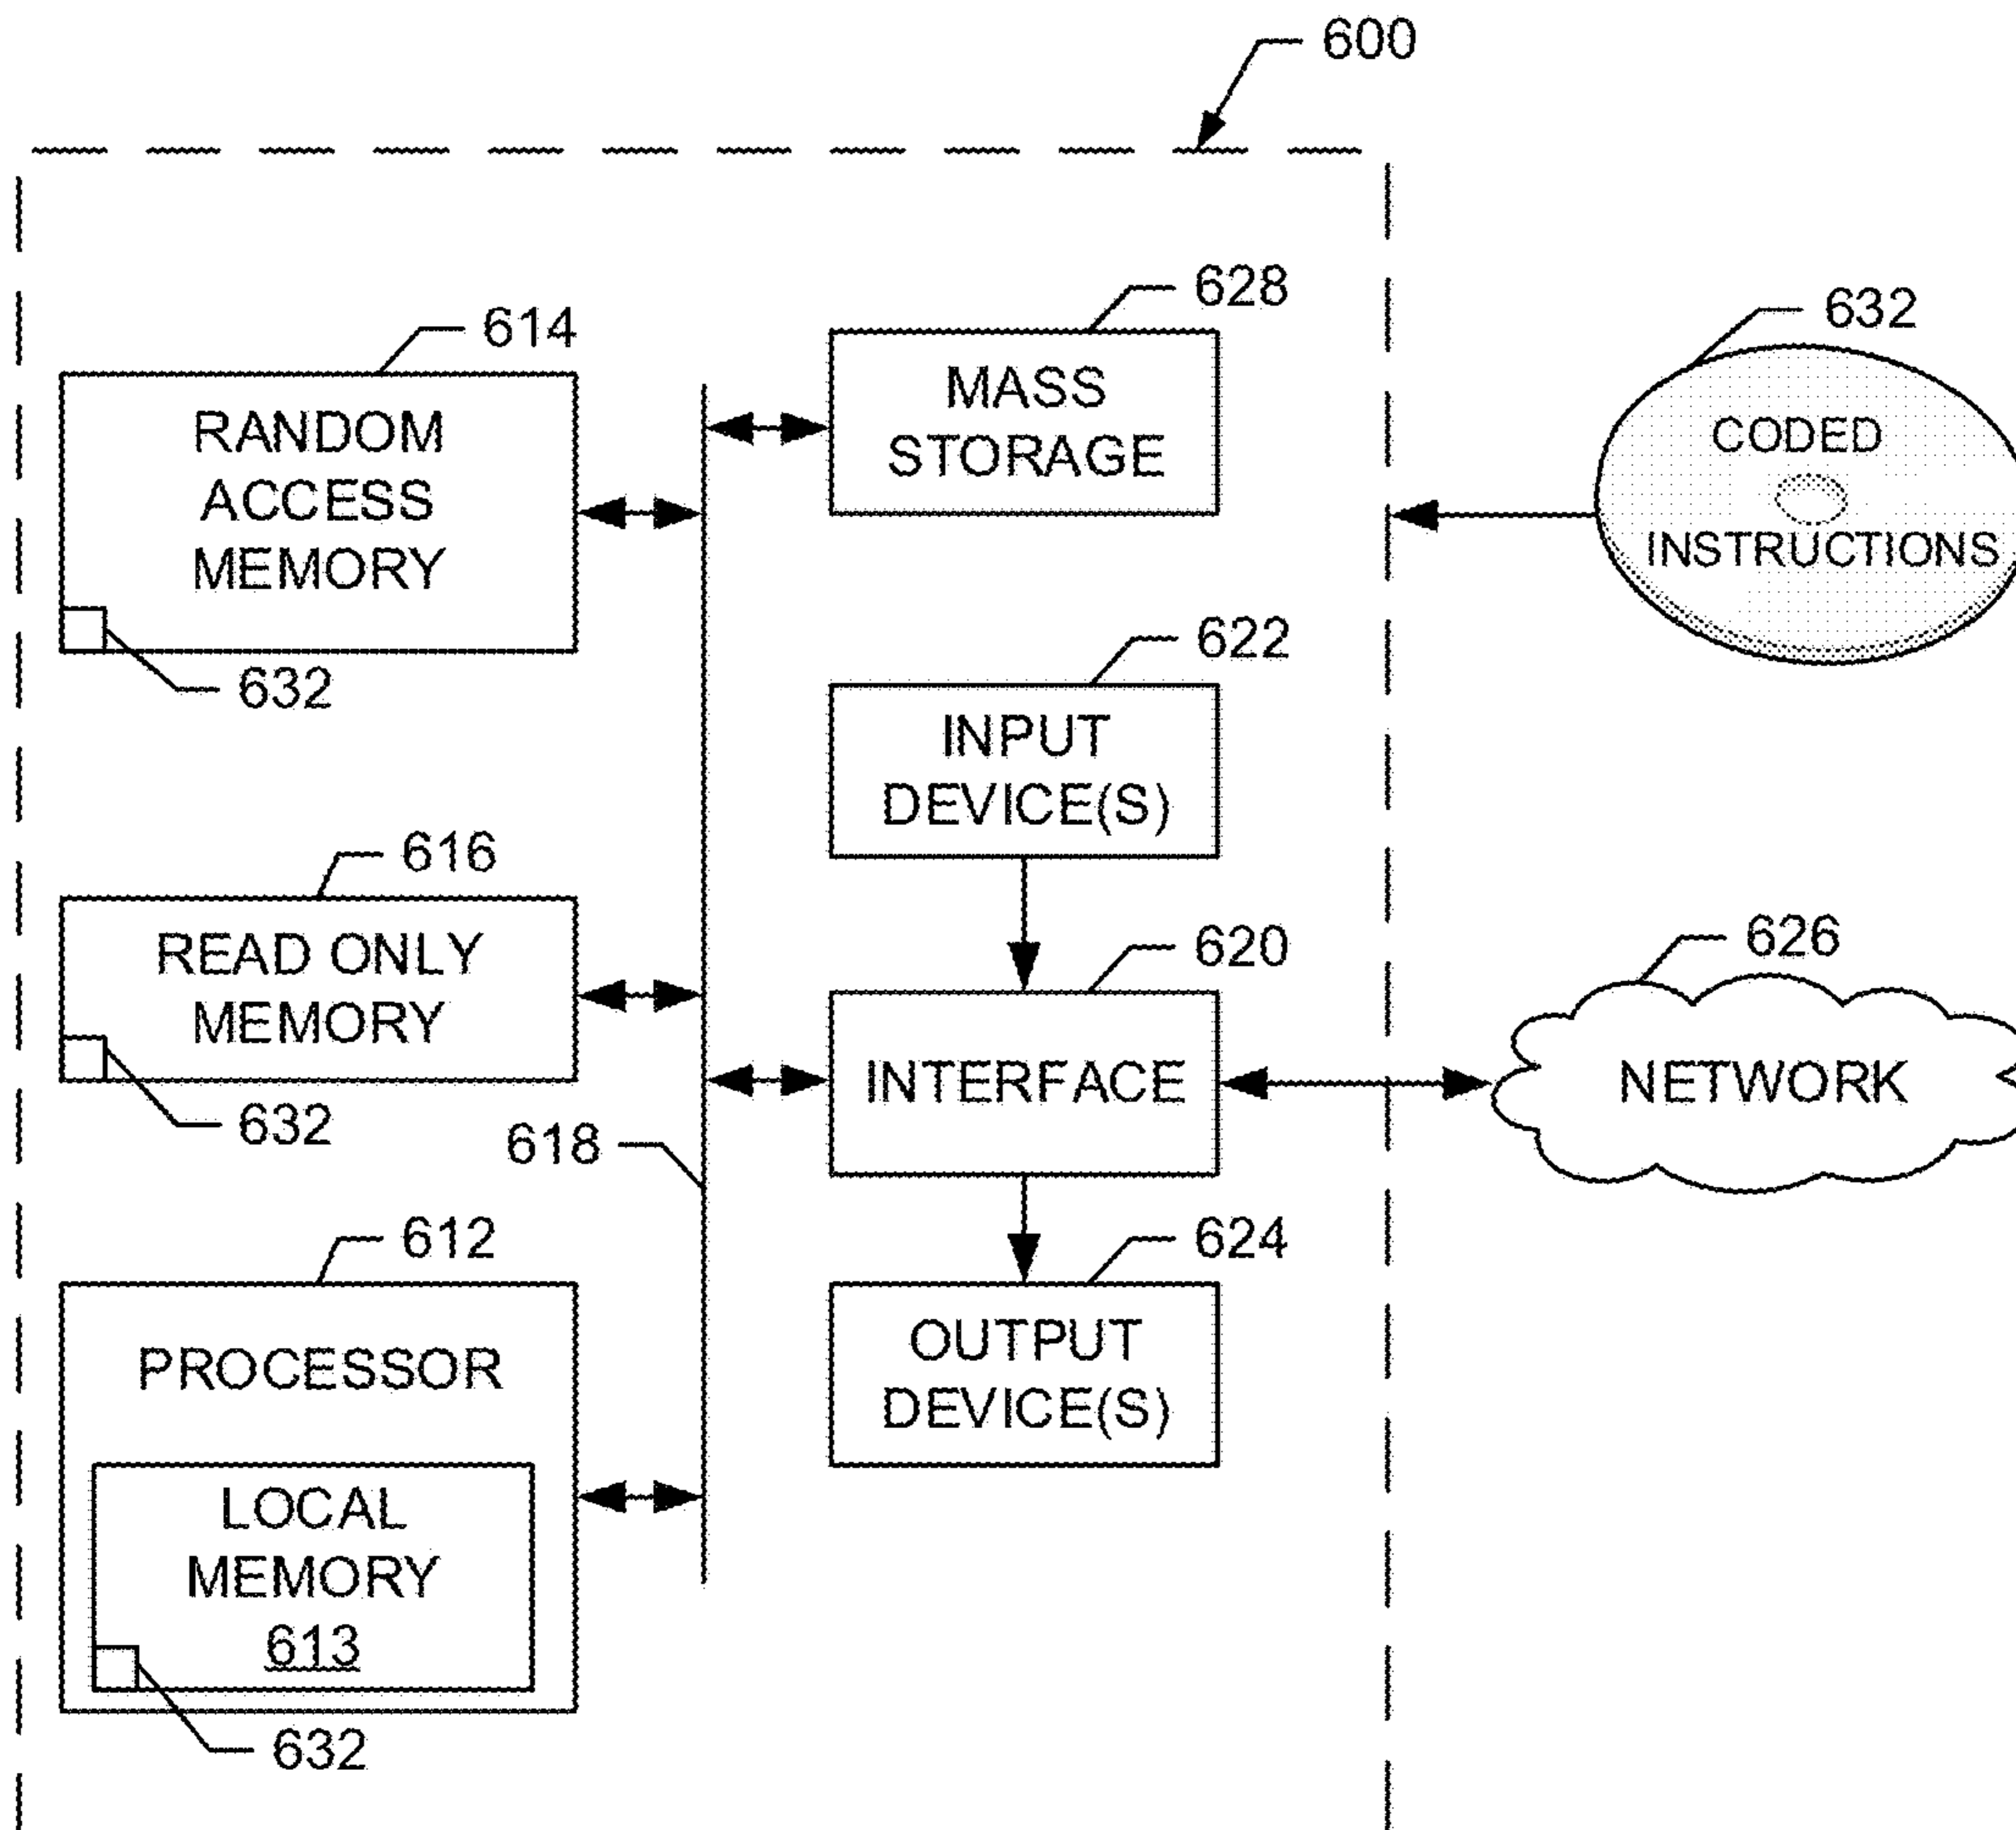 600
614
RANDOM
ACCESS
MEMORY
632
628
MASS
STORAGE
632
CODED
INSTRUCTIONS
622
INPUT
DEVICE(S)
616
READ ONLY
MEMORY
632
618
620
INTERFACE
626
NETWORK
612
PROCESSOR
LOCAL
MEMORY
613
632
624
OUTPUT
DEVICE(S)